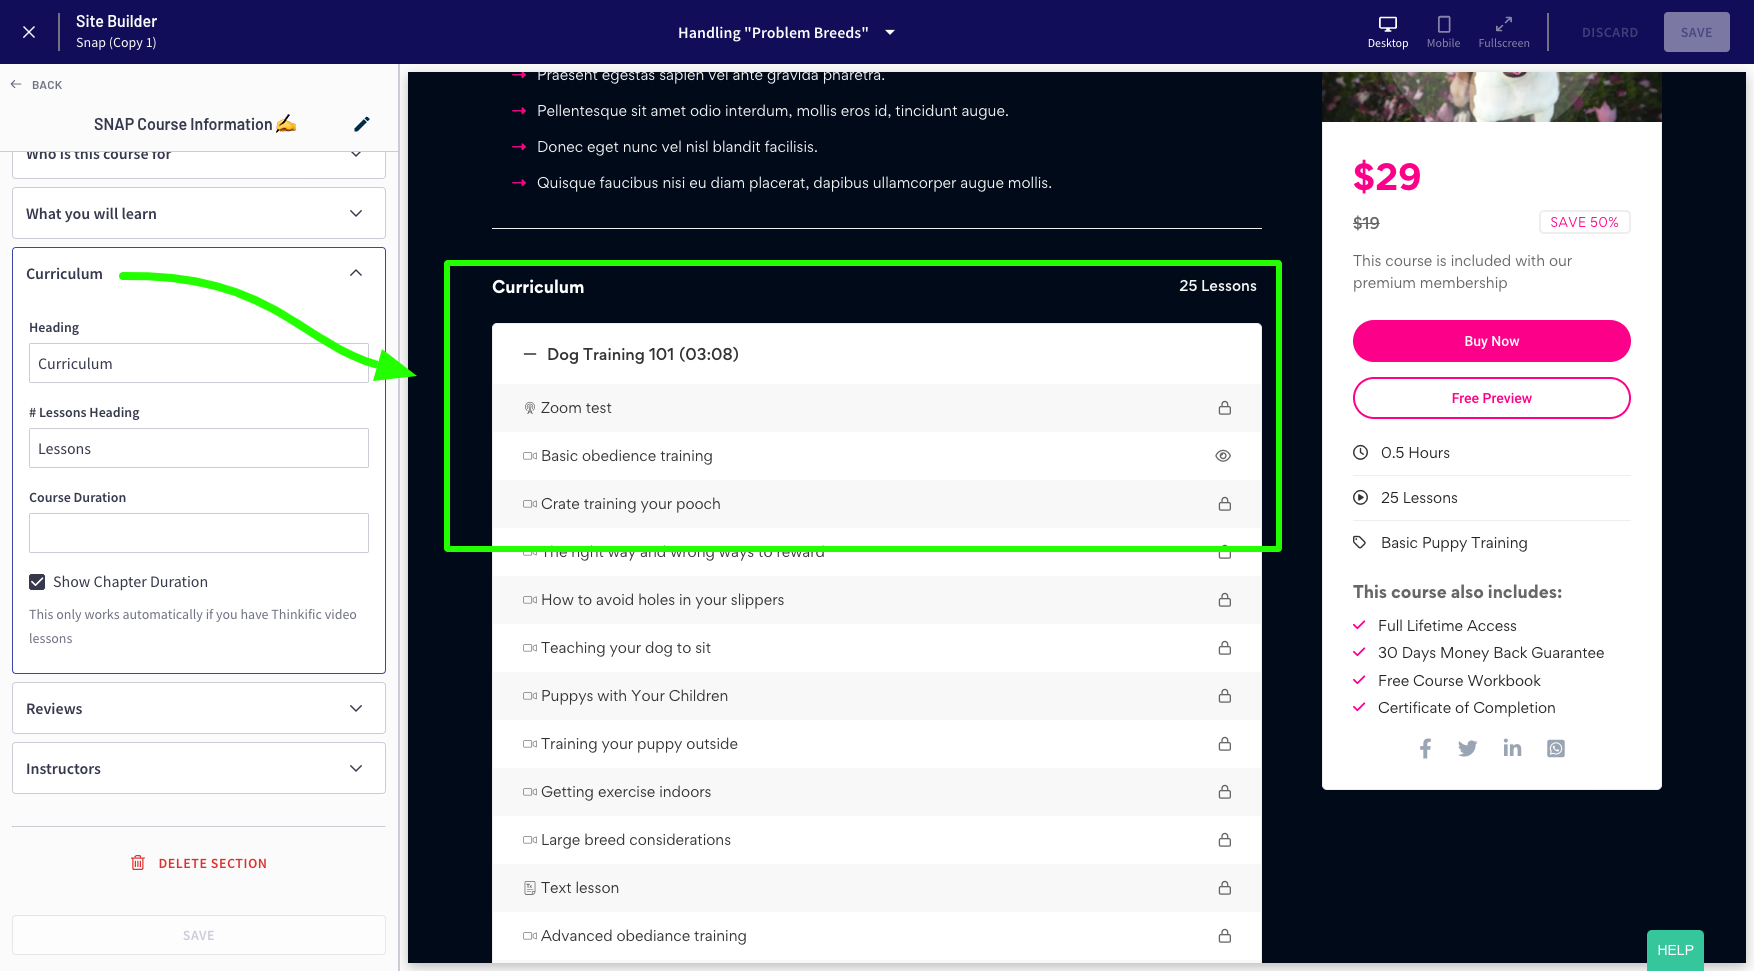 Site Builder
Snap (Copy 1)
Handling "Problem Breeds"
Desktop
Mobile
Fullscreen
DISCARD
SAVE
BACK
SNAP Course Information ✍️
Who is this course for
What you will learn
Curriculum
Heading
Curriculum
# Lessons Heading
Lessons
Course Duration
Show Chapter Duration
This only works automatically if you have Thinkific video
lessons
Reviews
Instructors
DELETE SECTION
SAVE
Praesent egestas sapien vel ante gravida pharetra.
Pellentesque sit amet odio interdum, mollis eros id, tincidunt augue.
Donec eget nunc vel nisl blandit facilisis.
Quisque faucibus nisi eu diam placerat, dapibus ullamcorper augue mollis.
Curriculum
25 Lessons
Dog Training 101 (03:08)
Zoom test
Basic obedience training
Crate training your pooch
The right way and wrong ways to reward
How to avoid holes in your slippers
Teaching your dog to sit
Puppys with Your Children
Training your puppy outside
Getting exercise indoors
Large breed considerations
Text lesson
Advanced obediance training
$29
$19
SAVE 50%
This course is included with our
premium membership
Buy Now
Free Preview
0.5 Hours
25 Lessons
Basic Puppy Training
This course also includes:
Full Lifetime Access
30 Days Money Back Guarantee
Free Course Workbook
Certificate of Completion
HELP